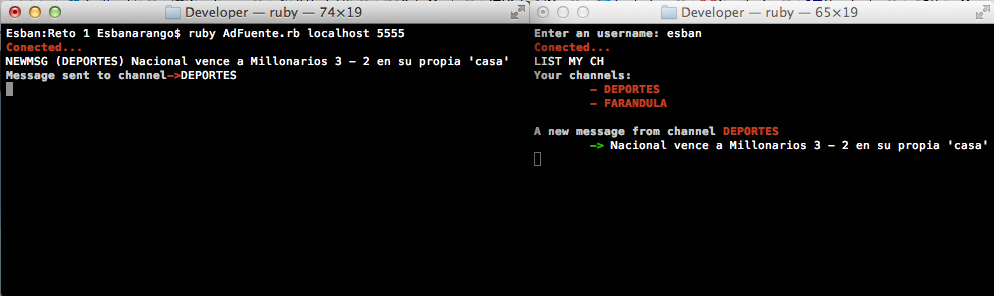 Developer — ruby — 74×19
Esban:Reto 1 Esbanarango$ ruby AdFuente.rb localhost 5555
Conected...
NEWMSG (DEPORTES) Nacional vence a Millonarios 3 - 2 en su propia 'casa'
Message sent to channel->DEPORTES
Developer — ruby — 65×19
Enter an username: esban
Conected...
LIST MY CH
Your channels:
- DEPORTES
- FARANDULA
A new message from channel DEPORTES
-> Nacional vence a Millonarios 3 - 2 en su propia 'casa'